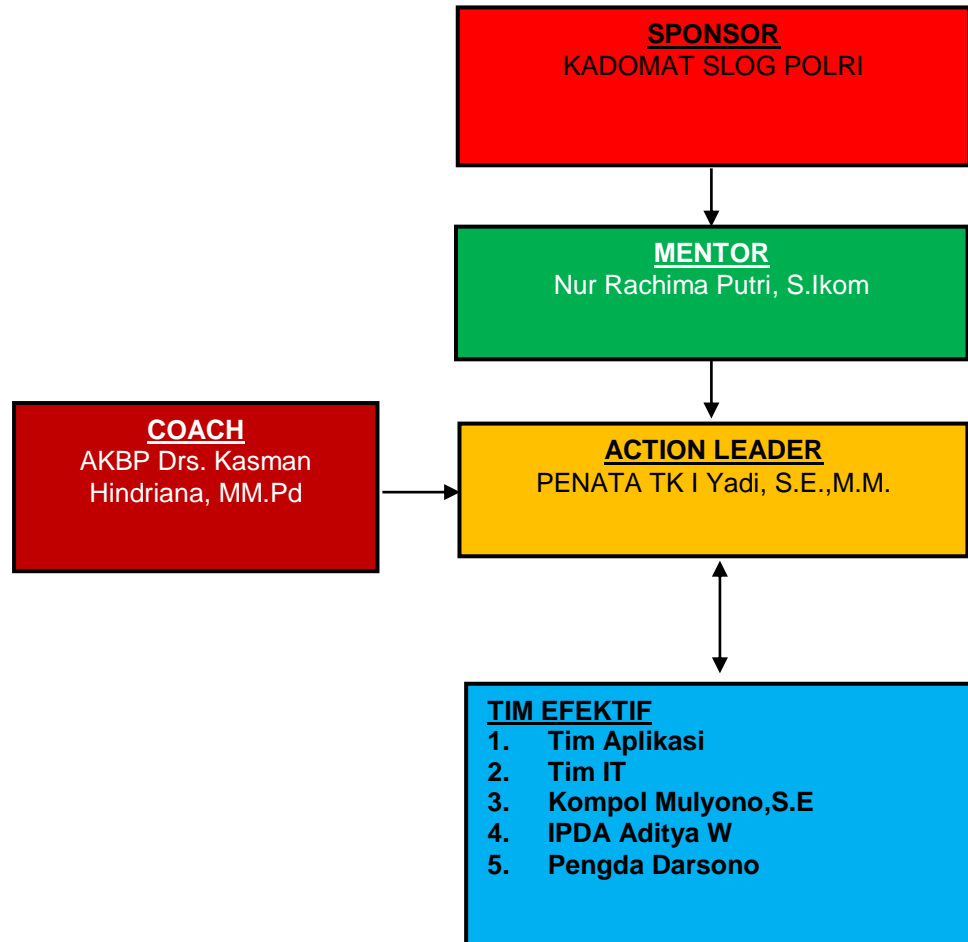 SPONSOR
KADOMAT SLOG POLRI
MENTOR
Nur Rachima Putri, S.Ikom
COACH
AKBP Drs. Kasman
Hindriana, MM.Pd
ACTION LEADER
PENATA TK I Yadi, S.E.,M.M.
TIM EFEKTIF
1. Tim Aplikasi
2. Tim IT
3. Kompol Mulyono,S.E
4. IPDA Aditya W
5. Pengda Darsono